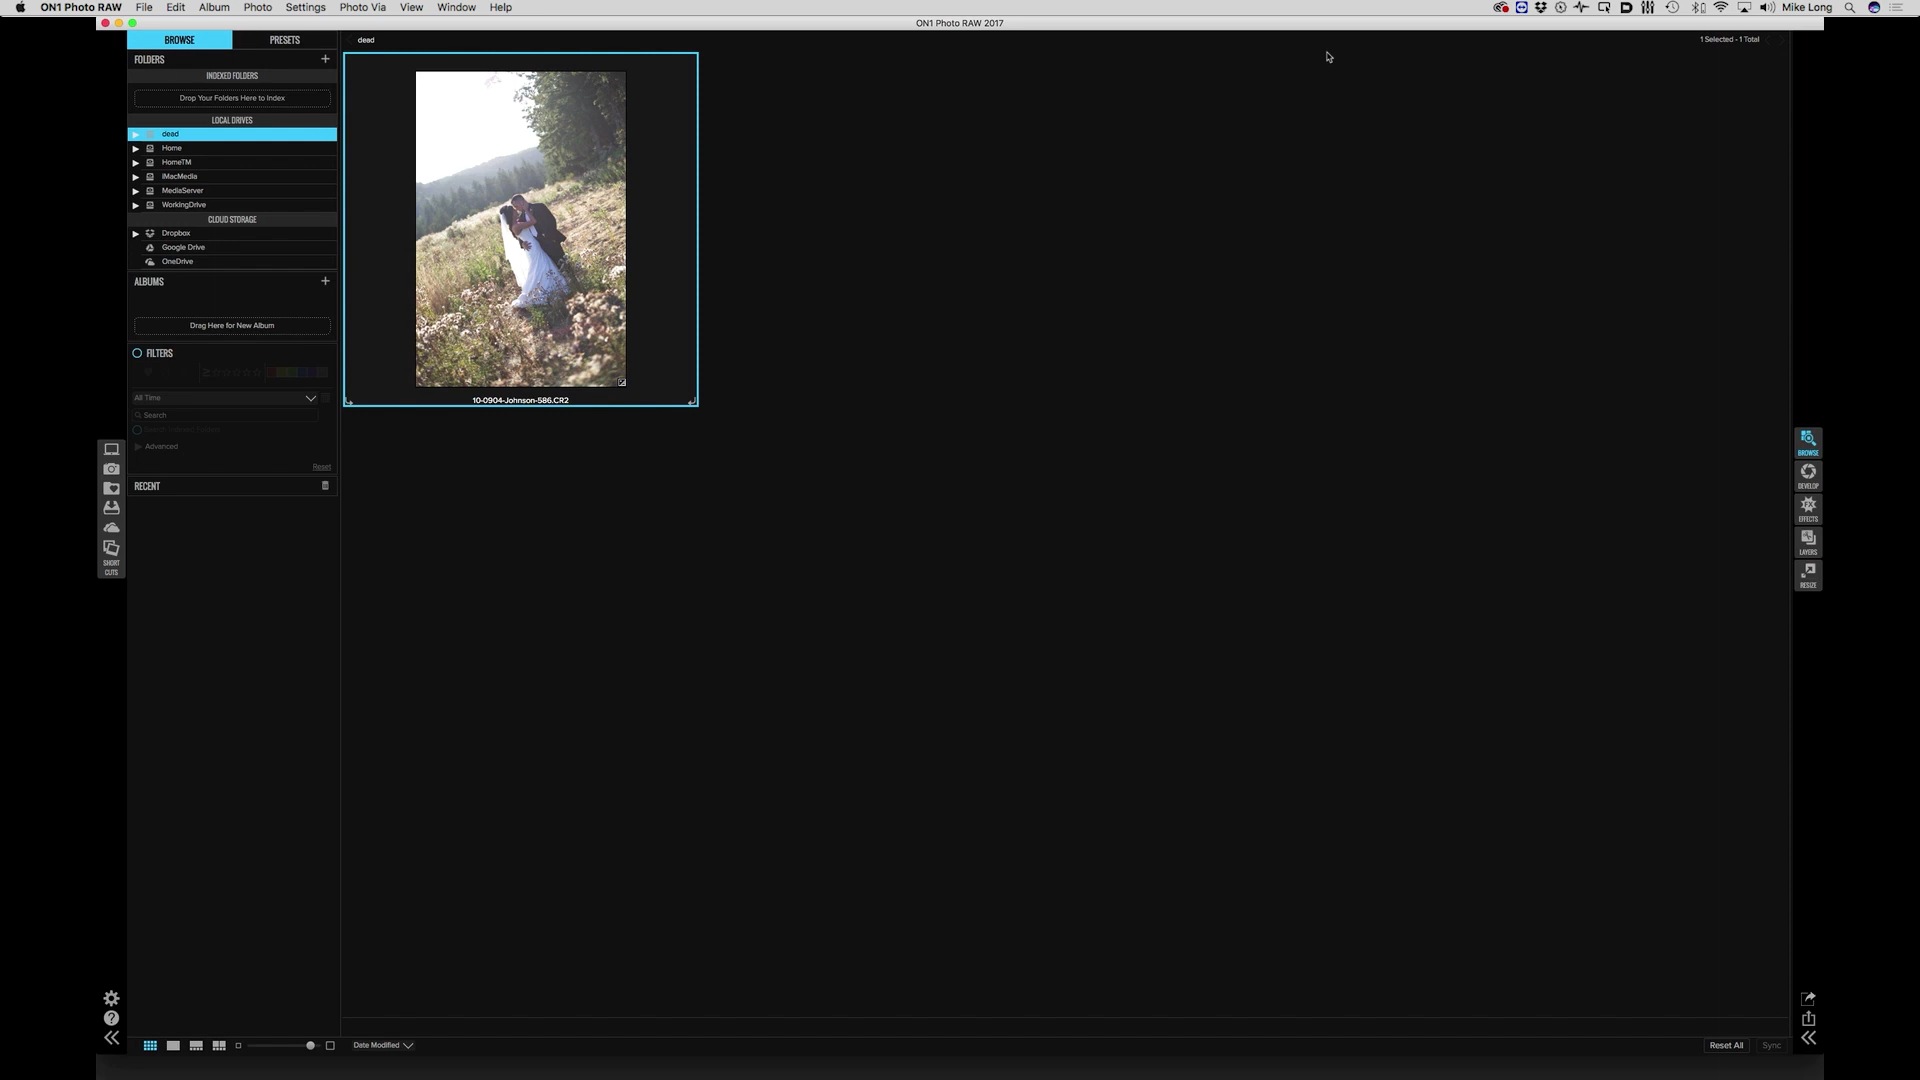 ON1 Photo RAW File Edit Album Photo Settings Photo Via View Window Help Mike Long
ON1 Photo RAW 2017
BROWSE PRESETS
dead
1 Selected - 1 Total
FOLDERS
INDEXED FOLDERS
Drop Your Folders Here to Index
LOCAL DRIVES
dead
Home
HomeTM
iMacMedia
MediaServer
WorkingDrive
CLOUD STORAGE
Dropbox
Google Drive
OneDrive
ALBUMS
Drag Here for New Album
FILTERS
All Time
Search
Advanced
Reset
RECENT
10-0904-Johnson-586.CR2
SHORT
CUTS
BROWSE
DEVELOP
FX
EFFECTS
LAYERS
RESIZE
Date Modified
Reset All
Sync